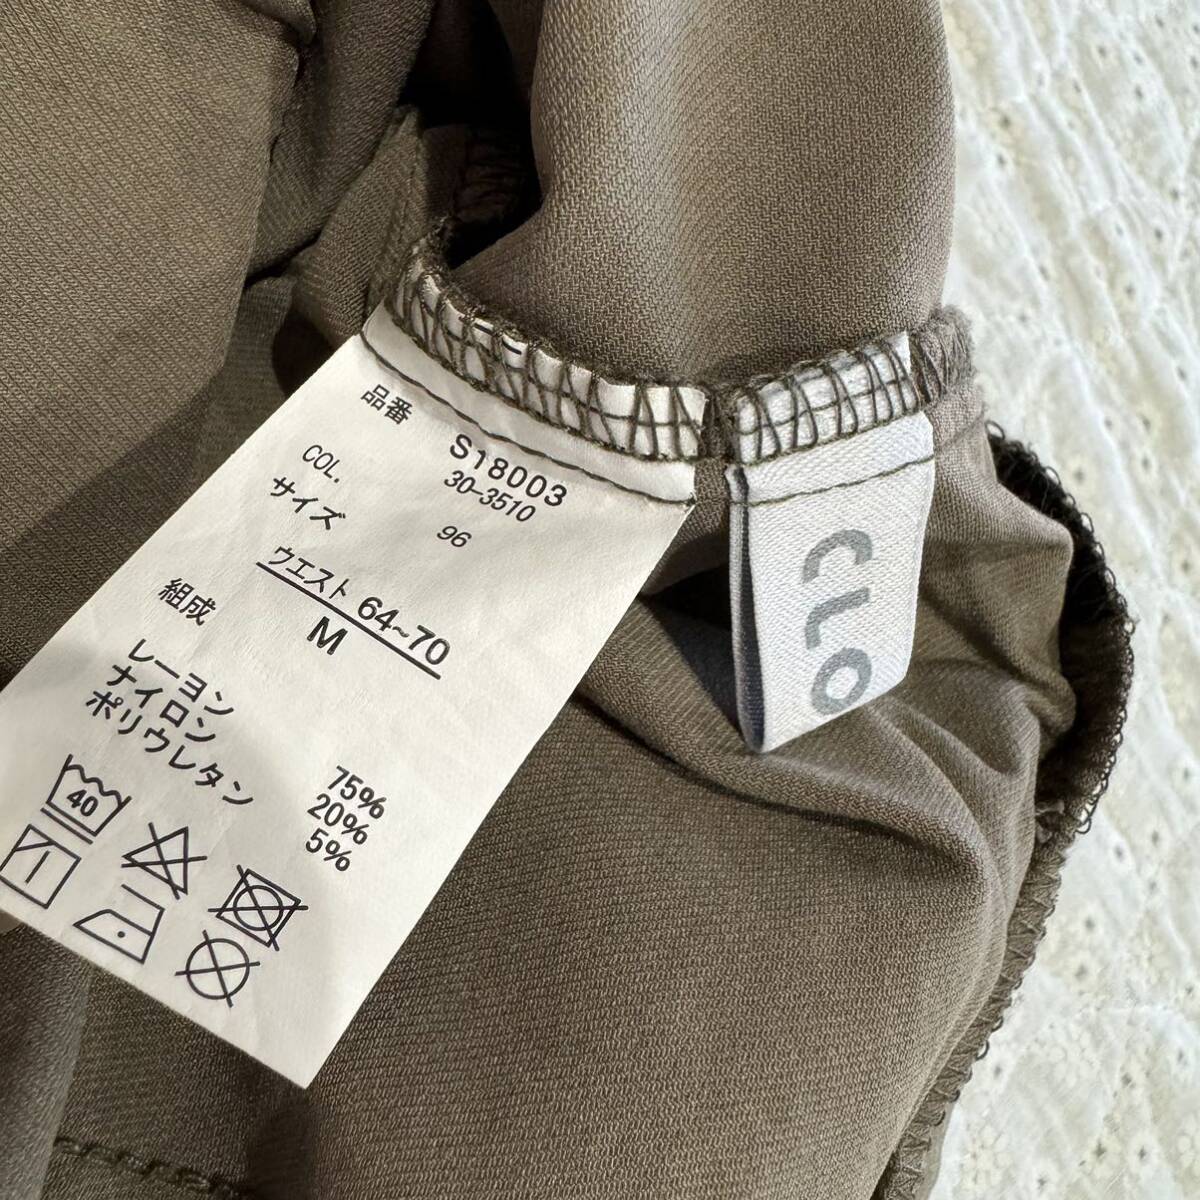 品番 S18003
30-3510
COL. 96
サイズ
ウエスト 64~70
M
組成
レーヨン 75%
ナイロン 20%
ポリウレタン 5%
40
CLO